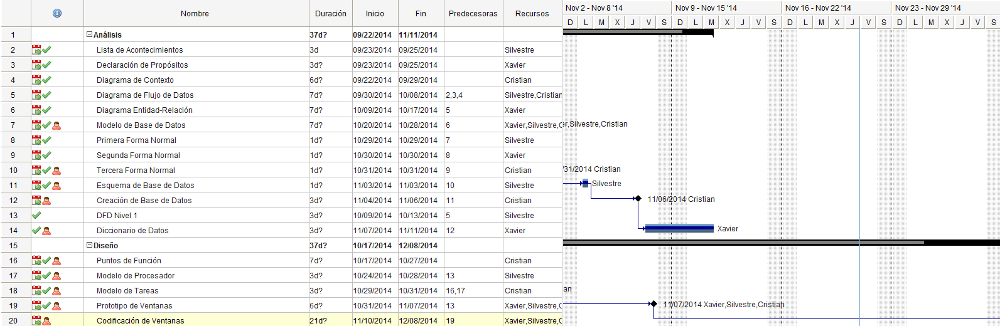 Nombre Duración Inicio Fin Predecesoras Recursos
Nov 2 - Nov 8 '14 Nov 9 - Nov 15 '14 Nov 16 - Nov 22 '14 Nov 23 - Nov 29 '14
D L M X J V S D L M X J V S D L M X J V S D L M X J V S
1 Análisis 37d? 09/22/2014 11/11/2014
2 Lista de Acontecimientos 3d 09/23/2014 09/25/2014 Silvestre
3 Declaración de Propósitos 3d? 09/23/2014 09/25/2014 Xavier
4 Diagrama de Contexto 6d? 09/22/2014 09/29/2014 Cristian
5 Diagrama de Flujo de Datos 7d? 09/30/2014 10/08/2014 2,3,4 Silvestre,Cristian
6 Diagrama Entidad-Relación 7d? 10/09/2014 10/17/2014 5 Xavier
7 Modelo de Base de Datos 7d? 10/20/2014 10/28/2014 6 Xavier,Silvestre,C er,Silvestre,Cristian
8 Primera Forma Normal 1d? 10/29/2014 10/29/2014 7 Silvestre
9 Segunda Forma Normal 1d? 10/30/2014 10/30/2014 8 Xavier
10 Tercera Forma Normal 1d? 10/31/2014 10/31/2014 9 Cristian /31/2014 Cristian
11 Esquema de Base de Datos 1d? 11/03/2014 11/03/2014 10 Silvestre Silvestre
12 Creación de Base de Datos 3d? 11/04/2014 11/06/2014 11 Cristian 11/06/2014 Cristian
13 DFD Nivel 1 3d? 10/09/2014 10/13/2014 5 Silvestre
14 Diccionario de Datos 3d? 11/07/2014 11/11/2014 12 Xavier Xavier
15 Diseño 37d? 10/17/2014 12/08/2014
16 Puntos de Función 7d? 10/17/2014 10/27/2014 Cristian
17 Modelo de Procesador 3d? 10/24/2014 10/28/2014 13 Silvestre
18 Modelo de Tareas 3d? 10/29/2014 10/31/2014 16,17 Cristian an
19 Prototipo de Ventanas 6d? 10/31/2014 11/07/2014 13 Xavier,Silvestre,C 11/07/2014 Xavier,Silvestre,Cristian
20 Codificación de Ventanas 21d? 11/10/2014 12/08/2014 19 Xavier,Silvestre,C